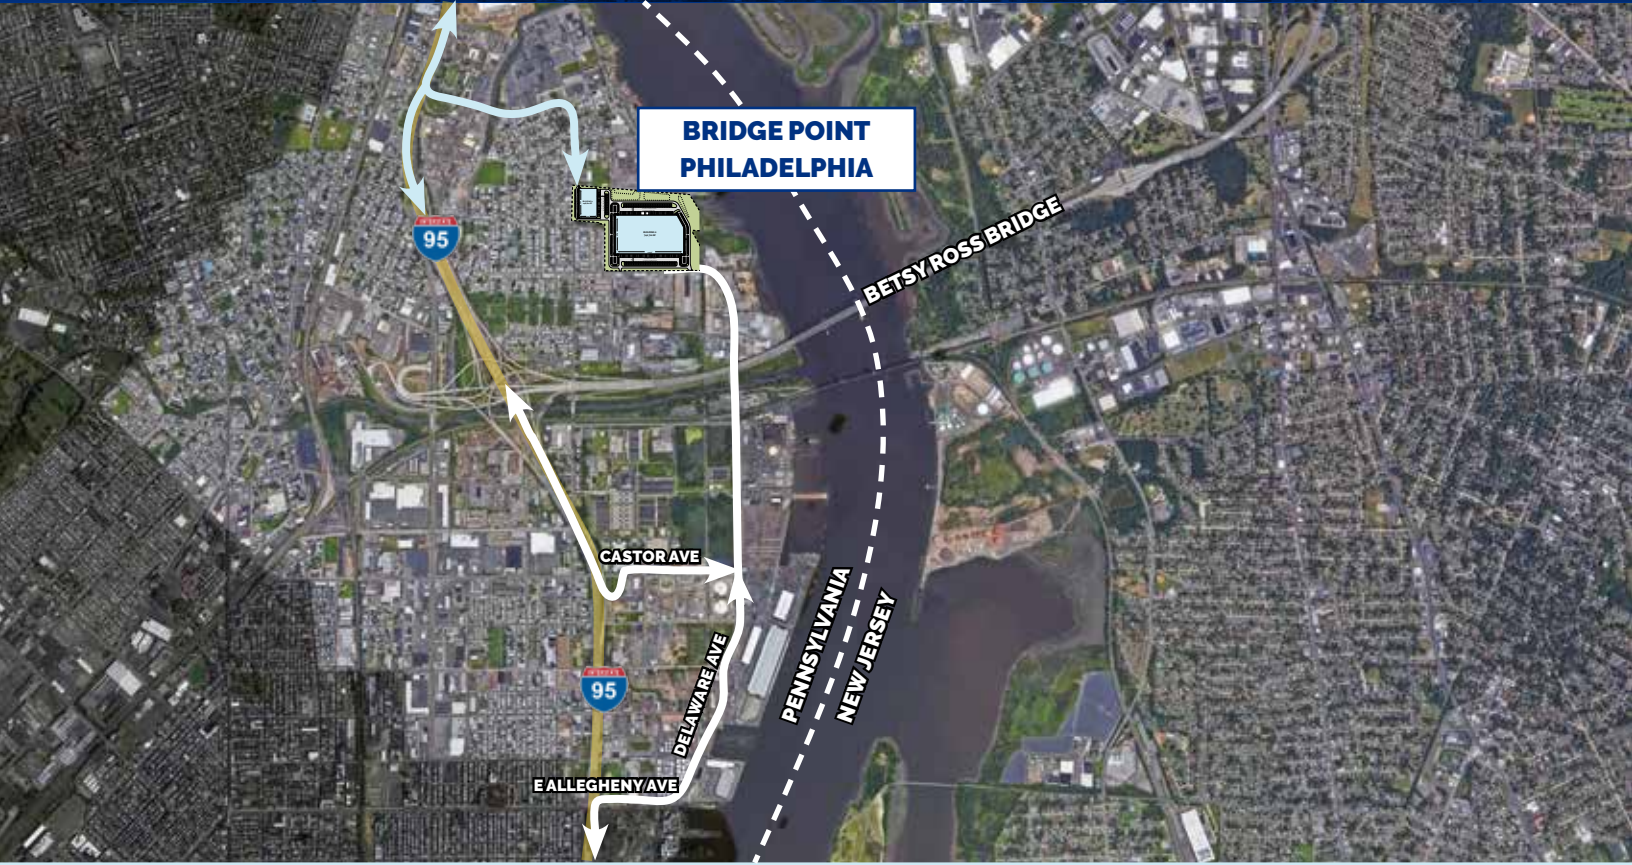 BRIDGE POINT
PHILADELPHIA
95
BETSY ROSS BRIDGE
CASTOR AVE
PENNSYLVANIA
NEW JERSEY
DELAWARE AVE
95
E ALLEGHENY AVE